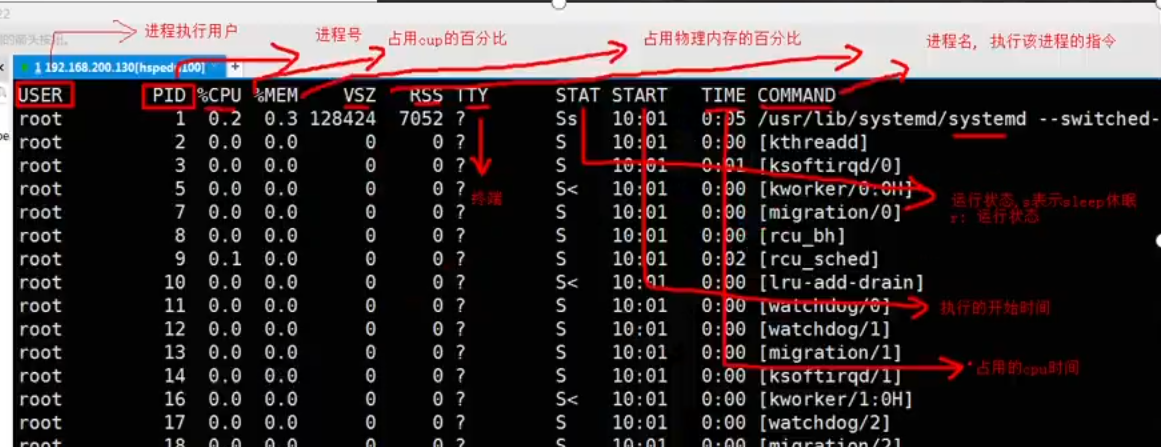 22
的箭头按钮。
进程执行用户
进程号
占用cup的百分比
占用物理内存的百分比
进程名, 执行该进程的指令
1 192.168.200.130[hspedu100]
+
USER PID %CPU %MEM VSZ RSS TTY STAT START TIME COMMAND
root 1 0.2 0.3 128424 7052 ? Ss 10:01 0:05 /usr/lib/systemd/systemd --switched-
root 2 0.0 0.0 0 0 ? S 10:01 0:00 [kthreadd]
root 3 0.0 0.0 0 0 ? S 10:01 0:01 [ksoftirqd/0]
root 5 0.0 0.0 0 0 ? S< 10:01 0:00 [kworker/0:0H]
终端
运行状态,s表示sleep休眠
r: 运行状态
root 7 0.0 0.0 0 0 ? S 10:01 0:00 [migration/0]
root 8 0.0 0.0 0 0 ? S 10:01 0:00 [rcu_bh]
root 9 0.1 0.0 0 0 ? S 10:01 0:02 [rcu_sched]
root 10 0.0 0.0 0 0 ? S< 10:01 0:00 [lru-add-drain]
root 11 0.0 0.0 0 0 ? S 10:01 0:00 [watchdog/0]
执行的开始时间
root 12 0.0 0.0 0 0 ? S 10:01 0:00 [watchdog/1]
root 13 0.0 0.0 0 0 ? S 10:01 0:00 [migration/1]
占用的cpu时间
root 14 0.0 0.0 0 0 ? S 10:01 0:00 [ksoftirqd/1]
root 16 0.0 0.0 0 0 ? S< 10:01 0:00 [kworker/1:0H]
root 17 0.0 0.0 0 0 ? S 10:01 0:00 [watchdog/2]
root 18 0.0 0.0 0 0 ? S 10:01 0:00 [migration/2]